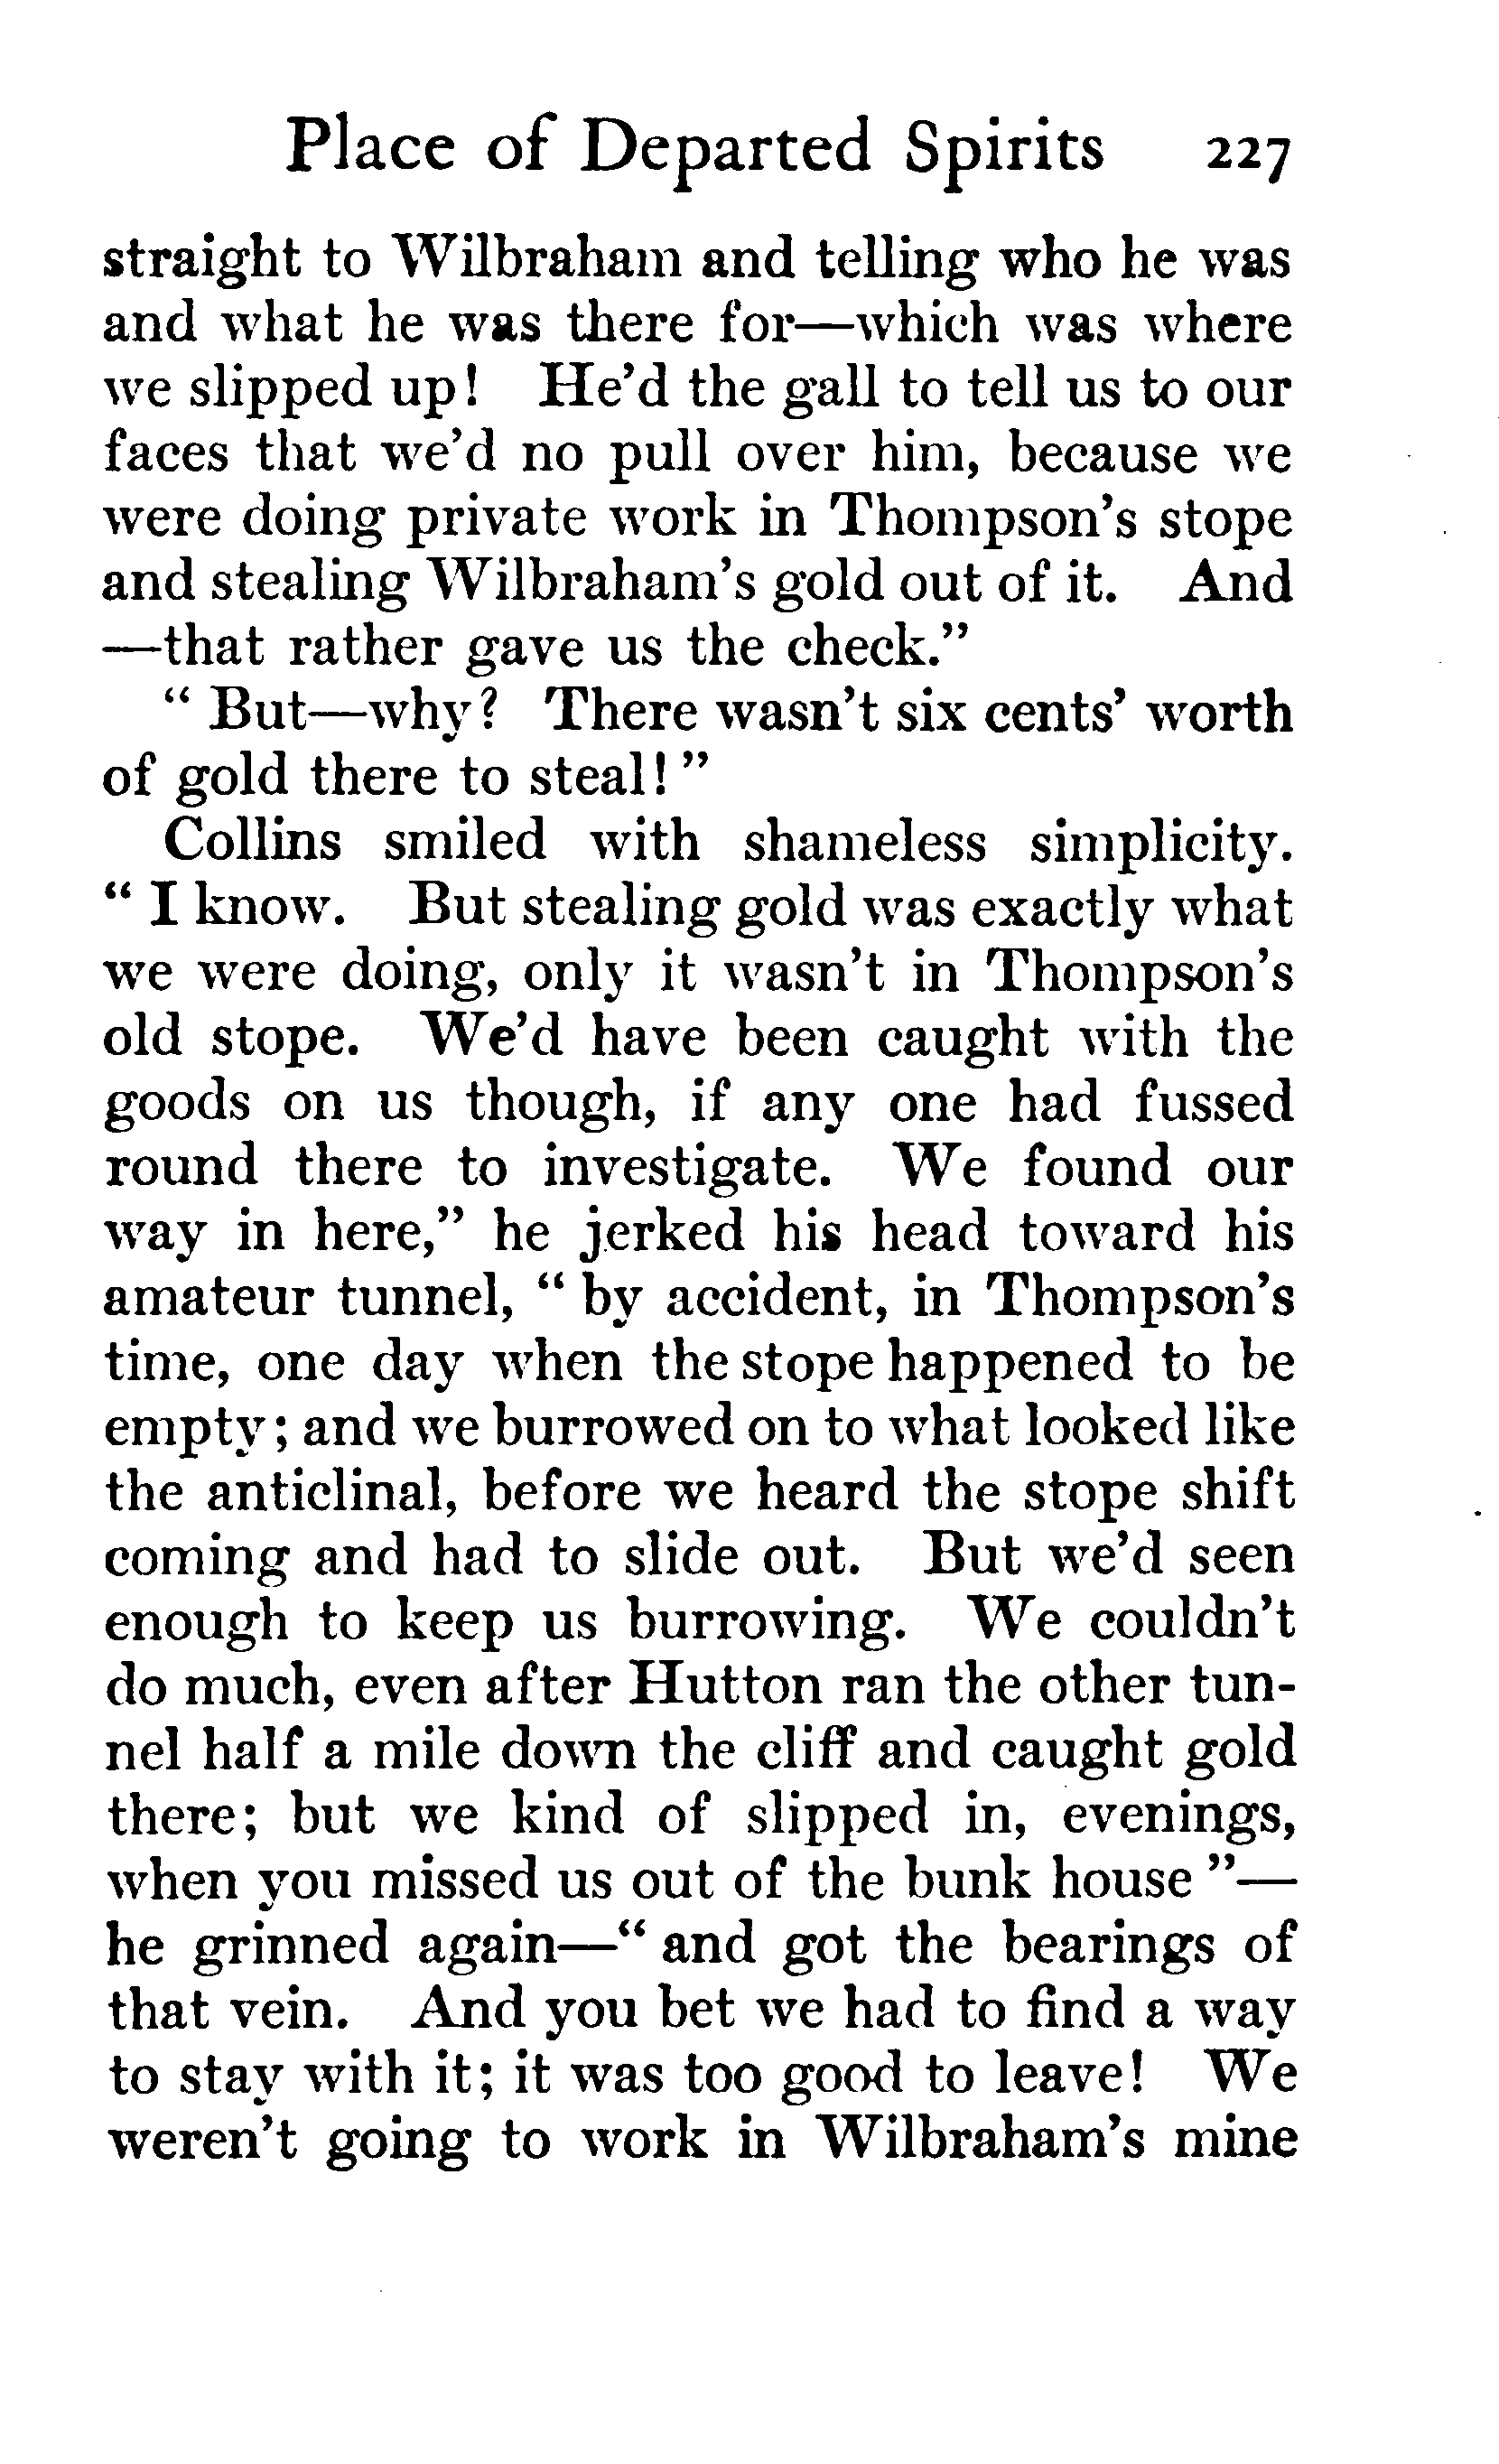 Place of Departed Spirits 227
straight to Wilbraham and telling who he was
and what he was there for—which was where
we slipped up! He’d the gall to tell us to our
faces that we’d no pull over him, because we
were doing private work in Thompson’s stope
and stealing Wilbraham’s gold out of it. And
—that rather gave us the check.”
“ But—why? There wasn’t six cents’ worth
of gold there to steal! ”
Collins smiled with shameless simplicity.
“ I know. But stealing gold was exactly what
we were doing, only it wasn’t in Thompson’s
old stope. We’d have been caught with the
goods on us though, if any one had fussed
round there to investigate. We found our
way in here,” he jerked his head toward his
amateur tunnel, “ by accident, in Thompson’s
time, one day when the stope happened to be
empty; and we burrowed on to what looked like
the anticlinal, before we heard the stope shift
coming and had to slide out. But we’d seen
enough to keep us burrowing. We couldn’t
do much, even after Hutton ran the other tun-
nel half a mile down the cliff and caught gold
there; but we kind of slipped in, evenings,
when you missed us out of the bunk house ”—
he grinned again—“ and got the bearings of
that vein. And you bet we had to find a way
to stay with it; it was too good to leave! We
weren’t going to work in Wilbraham’s mine